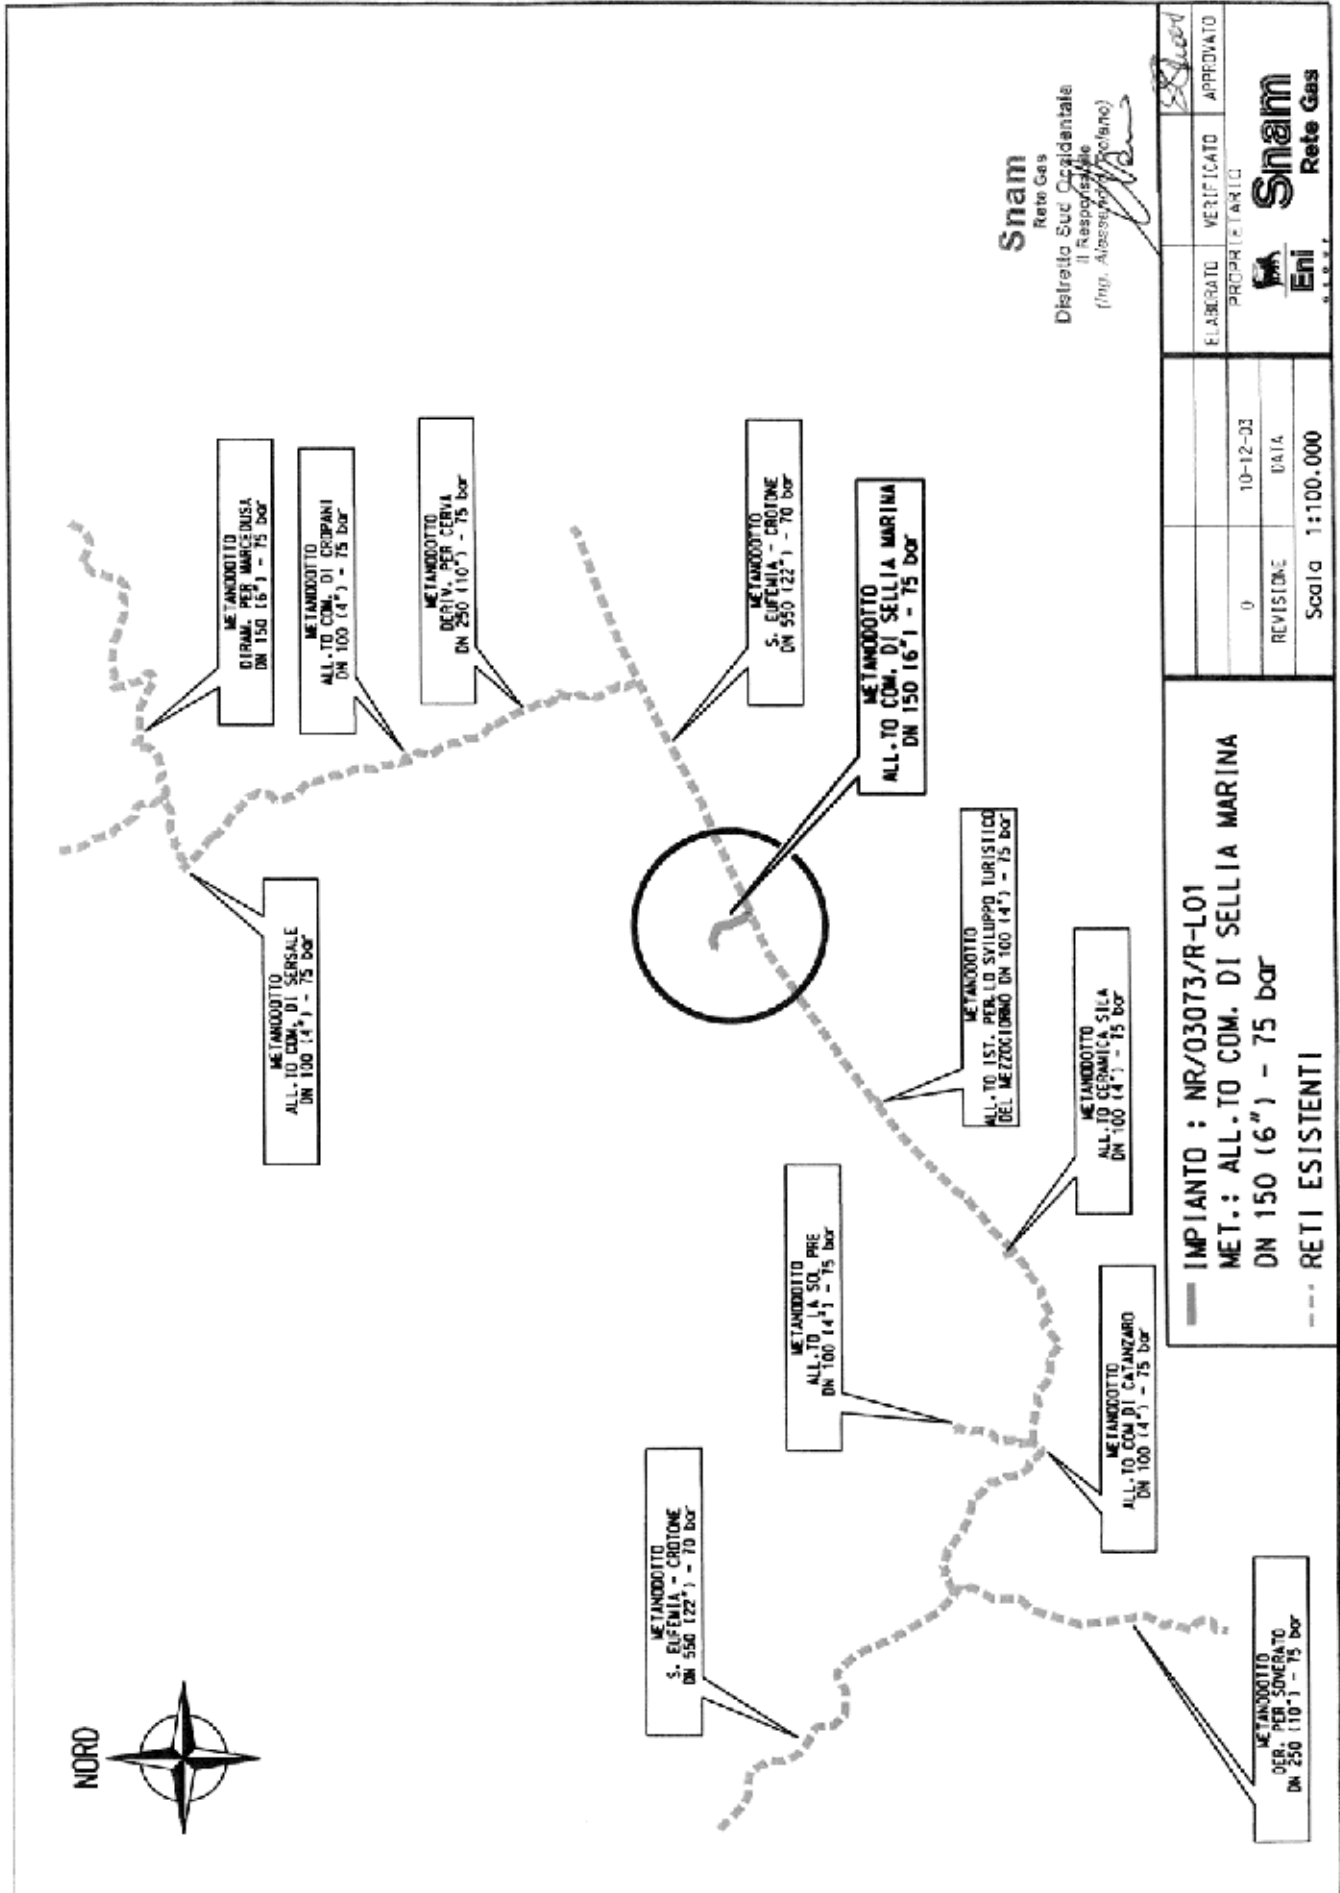 NORD
METANODOTTO
S. EUFEMIA - CROTONE
DN 550 (22") - 70 bar
METANODOTTO
DER. PER SOVERATO
DN 250 (10") - 75 bar
METANODOTTO
ALL.TO LA SOL PRE
DN 100 (4") - 75 bar
METANODOTTO
ALL.TO COM DI CATANZARO
DN 100 (4") - 75 bar
METANODOTTO
ALL.TO CERAMICA SILA
DN 100 (4") - 75 bar
METANODOTTO
ALL.TO IST. PER LO SVILUPPO TURISTICO
DEL MEZZOGIORNO DN 100 (4") - 75 bar
METANODOTTO
ALL.TO COM. DI SERSALE
DN 100 (4") - 75 bar
METANODOTTO
DIRAM. PER MARCEDUSA
DN 150 (6") - 75 bar
METANODOTTO
ALL.TO COM. DI CROPANI
DN 100 (4") - 75 bar
METANODOTTO
DERIV. PER CERVA
DN 250 (10") - 75 bar
METANODOTTO
S. EUFEMIA - CROTONE
DN 550 (22") - 70 bar
METANODOTTO
ALL.TO COM. DI SELLIA MARINA
DN 150 (6") - 75 bar
Snam
Rete Gas
Distretto Sud Occidentale
Il Responsabile
(Ing.
IMPIANTO : NR/03073/R-L01
MET.: ALL.TO COM. DI SELLIA MARINA
DN 150 (6") - 75 bar
RETI ESISTENTI
0 10-12-03
REVISIONE DATA
Scala 1:100.000
ELABORATO VERIFICATO APPROVATO
PROPRIETARIO
Eni
Snam
Rete Gas